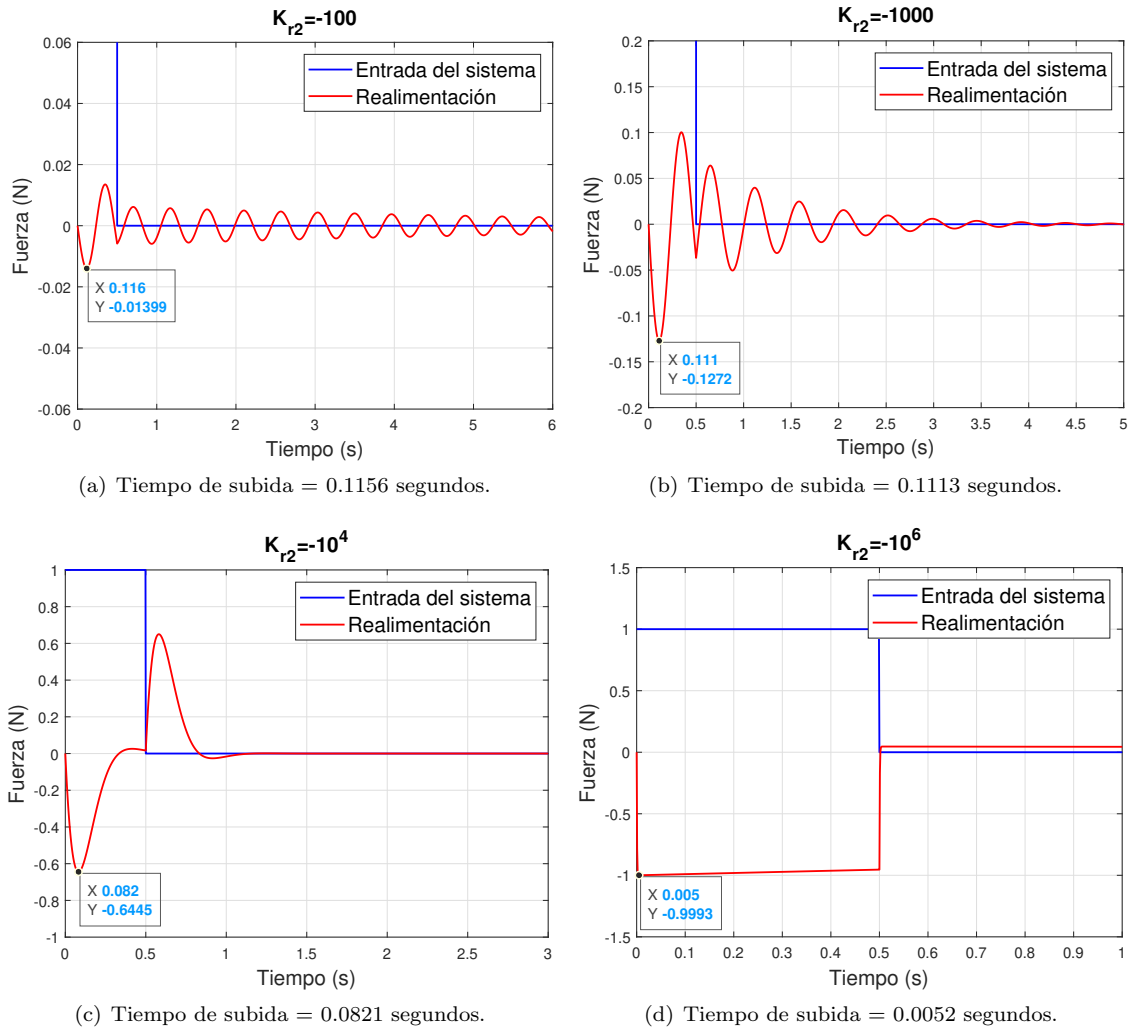 K_r2=-100
0.06
0.04
0.02
0
-0.02
-0.04
-0.06
Fuerza (N)
Entrada del sistema
Realimentación
X 0.116
Y -0.01399
0 1 2 3 4 5 6
Tiempo (s)
(a) Tiempo de subida = 0.1156 segundos.
K_r2=-1000
0.2
0.15
0.1
0.05
0
-0.05
-0.1
-0.15
-0.2
Fuerza (N)
Entrada del sistema
Realimentación
X 0.111
Y -0.1272
0 0.5 1 1.5 2 2.5 3 3.5 4 4.5 5
Tiempo (s)
(b) Tiempo de subida = 0.1113 segundos.
K_r2=-10^4
1
0.8
0.6
0.4
0.2
0
-0.2
-0.4
-0.6
-0.8
-1
Fuerza (N)
Entrada del sistema
Realimentación
X 0.082
Y -0.6445
0 0.5 1 1.5 2 2.5 3
Tiempo (s)
(c) Tiempo de subida = 0.0821 segundos.
K_r2=-10^6
1.5
1
0.5
0
-0.5
-1
-1.5
Fuerza (N)
Entrada del sistema
Realimentación
X 0.005
Y -0.9993
0 0.1 0.2 0.3 0.4 0.5 0.6 0.7 0.8 0.9 1
Tiempo (s)
(d) Tiempo de subida = 0.0052 segundos.